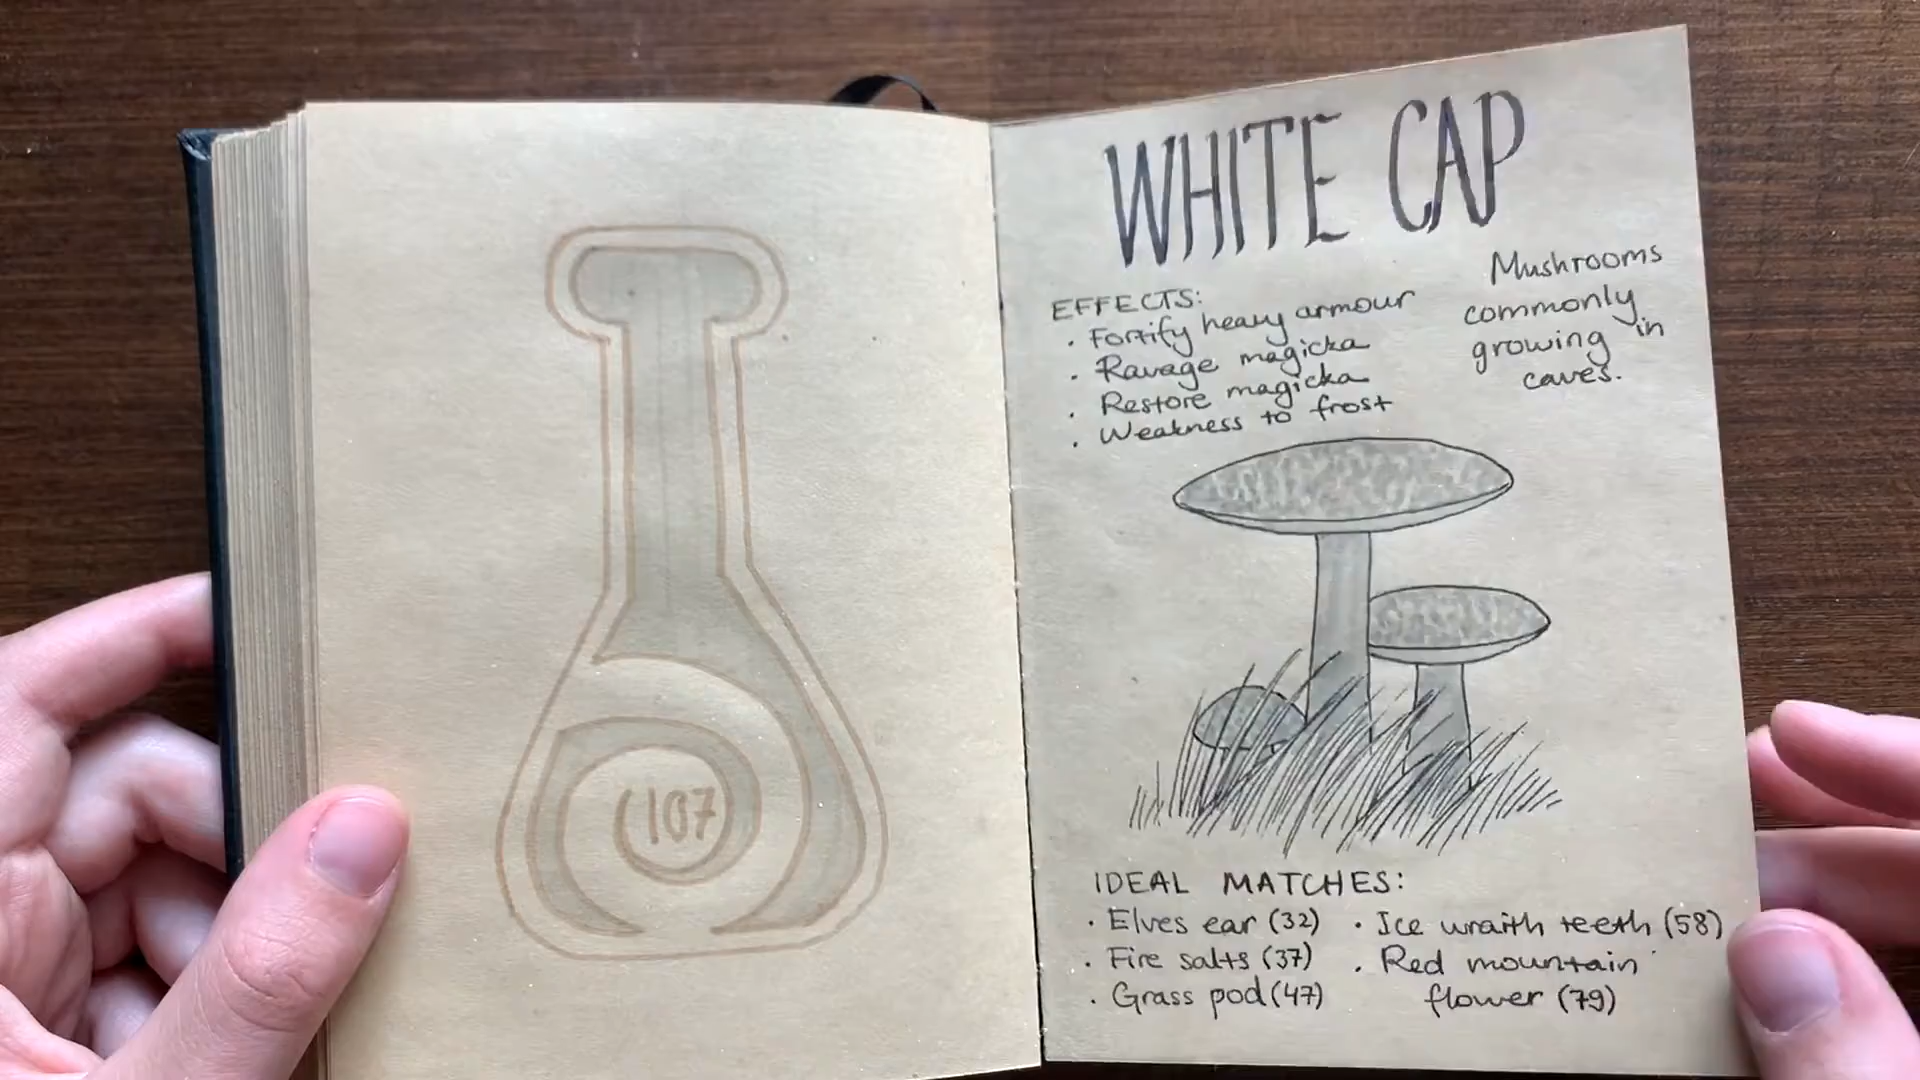 (107
WHITE CAP
Mushrooms
commonly
growing in
caves.
EFFECTS:
· Fortify heavy armour
· Ravage magicka
· Restore magicka
· Weakness to frost
IDEAL MATCHES:
· Elves ear (32)
· Fire salts (37)
· Grass pod (47)
· Ice wraith teeth (58)
· Red mountain
flower (79)